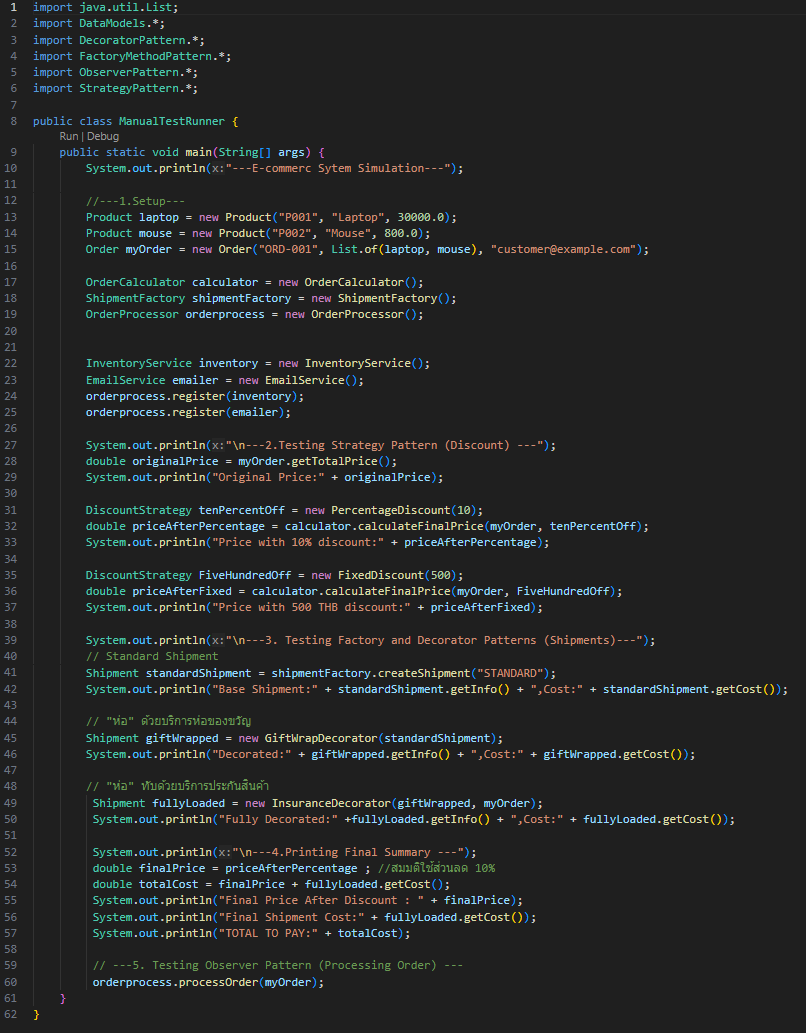 1 import java.util.List;
2 import DataModels.*;
3 import DecoratorPattern.*;
4 import FactoryMethodPattern.*;
5 import ObserverPattern.*;
6 import StrategyPattern.*;
7
8 public class ManualTestRunner {
Run | Debug
9 public static void main(String[] args) {
10 System.out.println(x:"---E-commerc Sytem Simulation---");
11
12 //---1.Setup---
13 Product laptop = new Product("P001", "Laptop", 30000.0);
14 Product mouse = new Product("P002", "Mouse", 800.0);
15 Order myOrder = new Order("ORD-001", List.of(laptop, mouse), "customer@example.com");
16
17 OrderCalculator calculator = new OrderCalculator();
18 ShipmentFactory shipmentFactory = new ShipmentFactory();
19 OrderProcessor orderprocess = new OrderProcessor();
20
21
22 InventoryService inventory = new InventoryService();
23 EmailService emailer = new EmailService();
24 orderprocess.register(inventory);
25 orderprocess.register(emailer);
26
27 System.out.println(x:"\n---2.Testing Strategy Pattern (Discount) ---");
28 double originalPrice = myOrder.getTotalPrice();
29 System.out.println("Original Price:" + originalPrice);
30
31 DiscountStrategy tenPercentOff = new PercentageDiscount(10);
32 double priceAfterPercentage = calculator.calculateFinalPrice(myOrder, tenPercentOff);
33 System.out.println("Price with 10% discount:" + priceAfterPercentage);
34
35 DiscountStrategy FiveHundredOff = new FixedDiscount(500);
36 double priceAfterFixed = calculator.calculateFinalPrice(myOrder, FiveHundredOff);
37 System.out.println("Price with 500 THB discount:" + priceAfterFixed);
38
39 System.out.println(x:"\n---3. Testing Factory and Decorator Patterns (Shipments)---");
40 // Standard Shipment
41 Shipment standardShipment = shipmentFactory.createShipment("STANDARD");
42 System.out.println("Base Shipment:" + standardShipment.getInfo() + ",Cost:" + standardShipment.getCost());
43
44 // "ห่อ" ด้วยบริการห่อของขวัญ
45 Shipment giftWrapped = new GiftWrapDecorator(standardShipment);
46 System.out.println("Decorated:" + giftWrapped.getInfo() + ",Cost:" + giftWrapped.getCost());
47
48 // "ห่อ" ทับด้วยบริการประกันสินค้า
49 Shipment fullyLoaded = new InsuranceDecorator(giftWrapped, myOrder);
50 System.out.println("Fully Decorated:" +fullyLoaded.getInfo() + ",Cost:" + fullyLoaded.getCost());
51
52 System.out.println(x:"\n---4.Printing Final Summary ---");
53 double finalPrice = priceAfterPercentage ; //สมมติใช้ส่วนลด 10%
54 double totalCost = finalPrice + fullyLoaded.getCost();
55 System.out.println("Final Price After Discount : " + finalPrice);
56 System.out.println("Final Shipment Cost:" + fullyLoaded.getCost());
57 System.out.println("TOTAL TO PAY:" + totalCost);
58
59 // ---5. Testing Observer Pattern (Processing Order) ---
60 orderprocess.processOrder(myOrder);
61 }
62 }